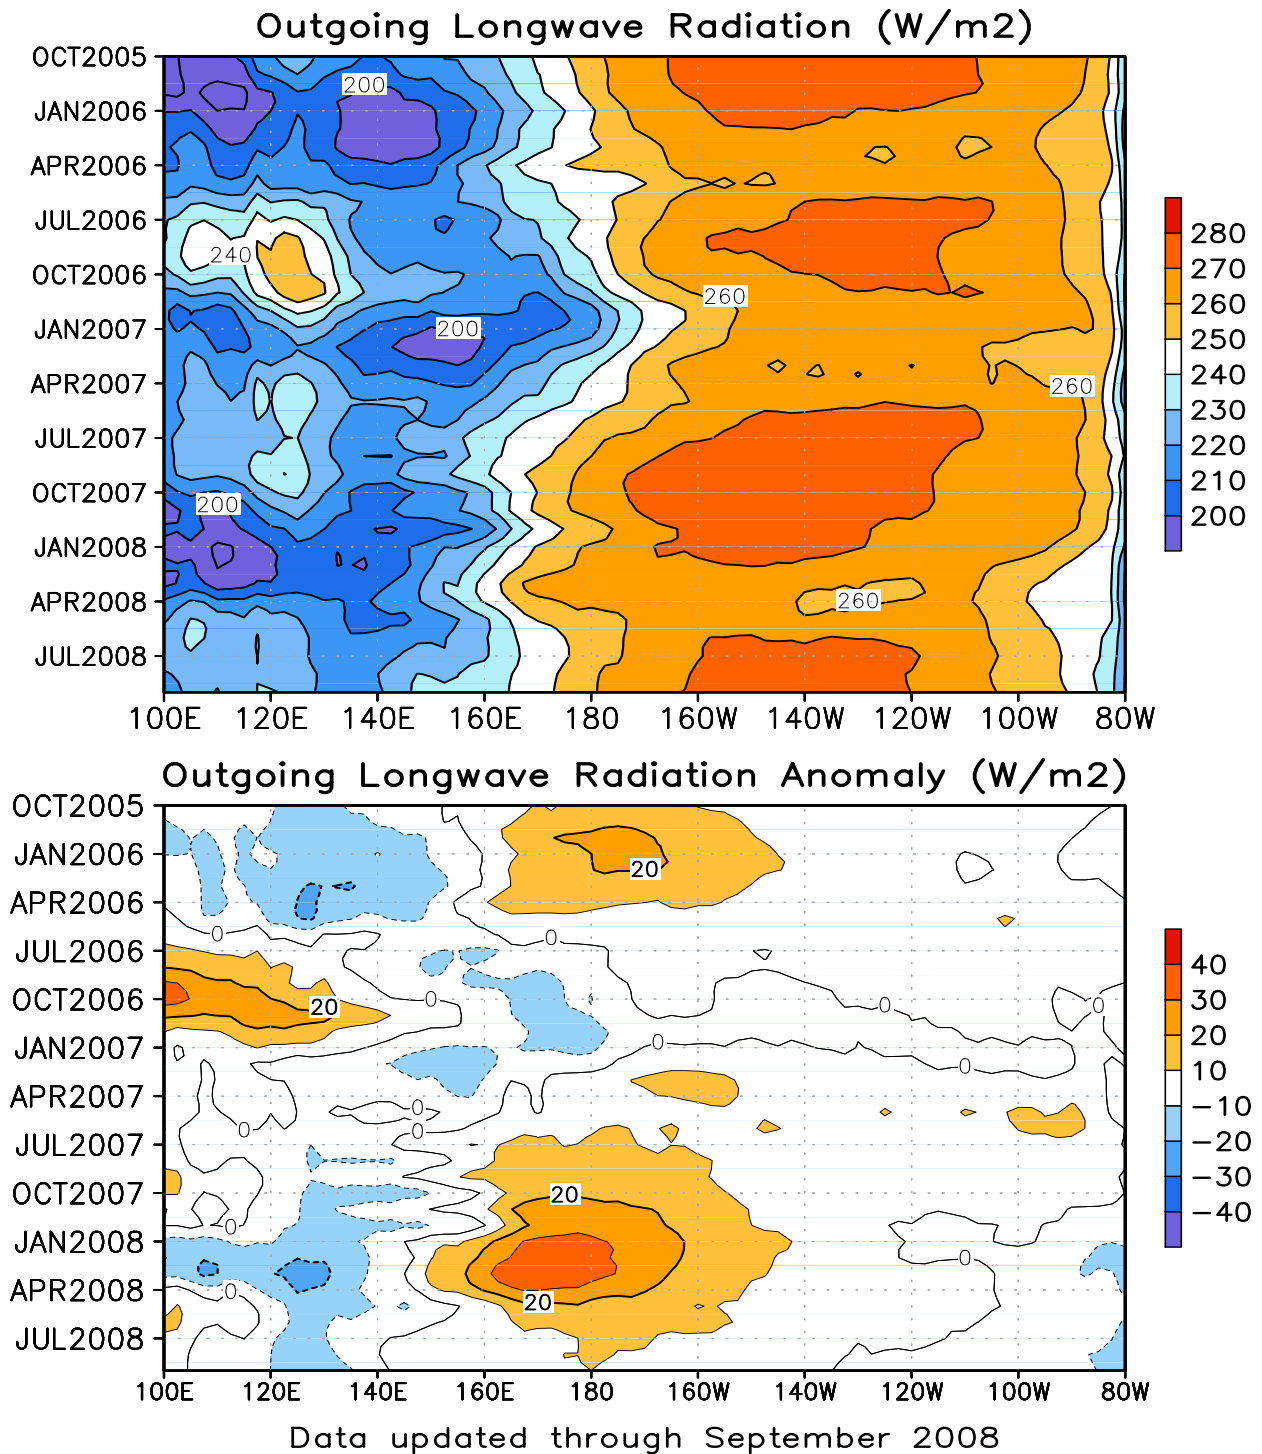 Outgoing Longwave Radiation (W/m2)
OCT2005
200
JAN2006
APR2006
JUL2006
240
OCT2006
260
JAN2007
200
APR2007
260
JUL2007
OCT2007
200
JAN2008
APR2008
260
JUL2008
100E 120E 140E 160E 180 160W 140W 120W 100W 80W
280
270
260
250
240
230
220
210
200
Outgoing Longwave Radiation Anomaly (W/m2)
OCT2005
JAN2006
20
APR2006
0 0
JUL2006
OCT2006
20 0 0 0
JAN2007
0 0
APR2007
0
0 0
JUL2007
OCT2007
20
0
JAN2008
0
APR2008
0 20
JUL2008
100E 120E 140E 160E 180 160W 140W 120W 100W 80W
40
30
20
10
−10
−20
−30
−40
Data updated through September 2008